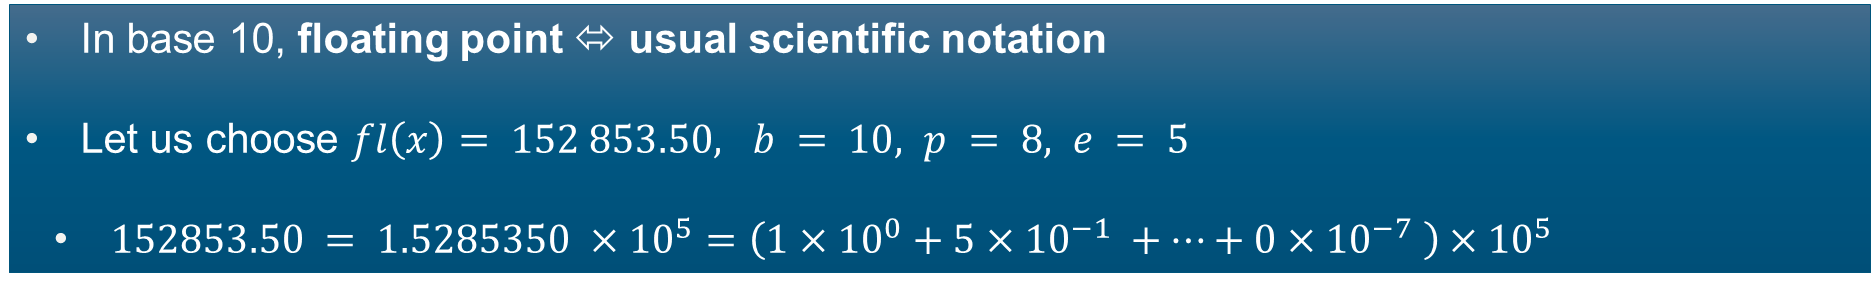 • In base 10, floating point ⇔ usual scientific notation
• Let us choose 𝑓𝑙(𝑥) = 152 853.50, 𝑏 = 10, 𝑝 = 8, 𝑒 = 5
• 152853.50 = 1.5285350 × 10⁵ = (1 × 10⁰ + 5 × 10⁻¹ + ⋯ + 0 × 10⁻⁷ ) × 10⁵